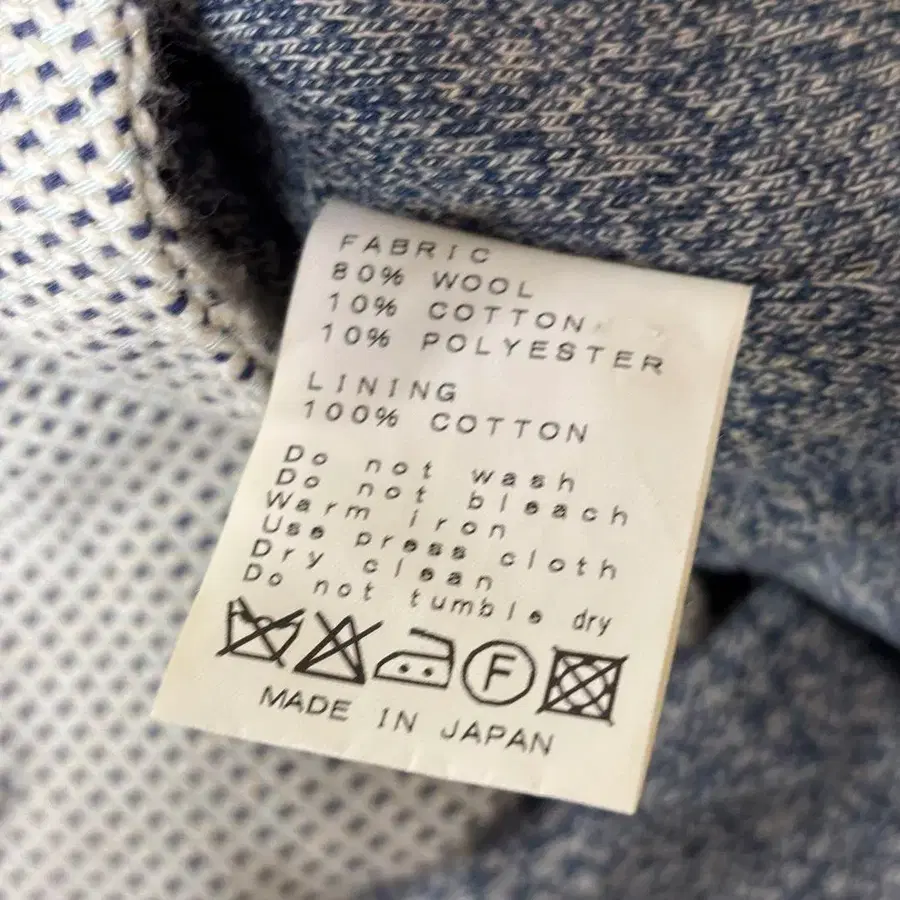 FABRIC
80% WOOL
10% COTTON
10% POLYESTER
LINING
100% COTTON
Do not wash
Do not bleach
Warm iron
Use press cloth
Dry clean
Do not tumble dry
F
MADE IN JAPAN